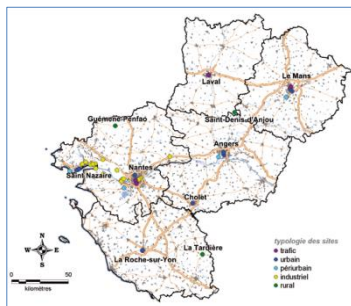 Laval
Le Mans
Guémené-Penfao
Saint-Denis-d'Anjou
Angers
Saint Nazaire
Nantes
Cholet
La Roche-sur-Yon
La Tardière
N
W
E
S
0
50
kilomètres
typologie des sites
trafic
urbain
périurbain
industriel
rural